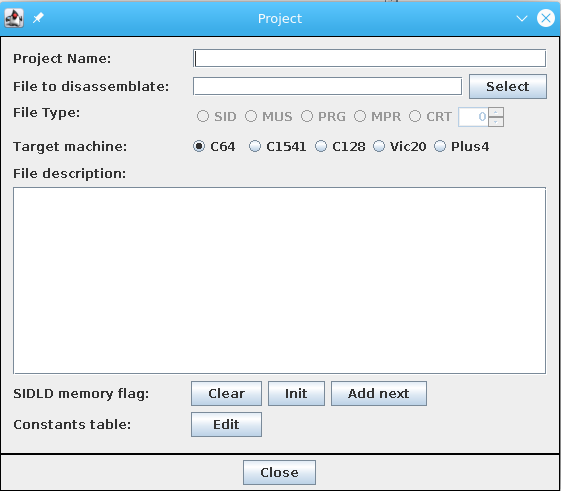 Project
Project Name:
File to disassemblate: Select
File Type: SID MUS PRG MPR CRT 0
Target machine: C64 C1541 C128 Vic20 Plus4
File description:
SIDLD memory flag: Clear Init Add next
Constants table: Edit
Close